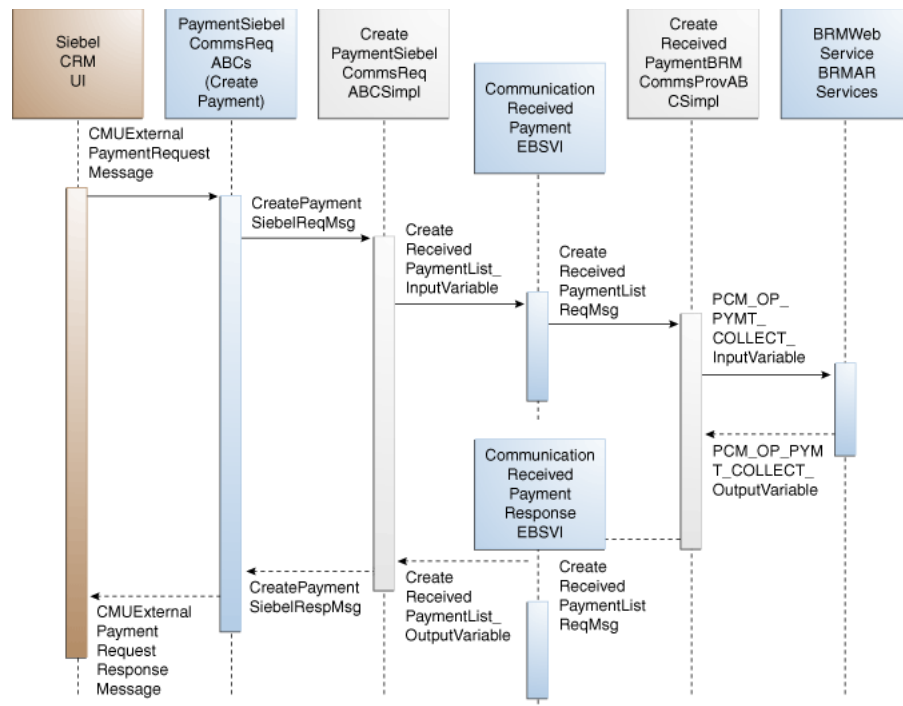 Siebel
CRM
UI
PaymentSiebel
CommsReq
ABCs
(Create
Payment)
Create
PaymentSiebel
CommsReq
ABCSimpl
Communication
Received
Payment
EBSVI
Create
Received
PaymentBRM
CommsProvAB
CSimpl
BRMWeb
Service
BRMAR
Services
CMUExternal
PaymentRequest
Message
CreatePayment
SiebelReqMsg
Create
Received
PaymentList_
InputVariable
Create
Received
PaymentList
ReqMsg
PCM_OP_
PYMT_
COLLECT_
InputVariable
PCM_OP_PYM
T_COLLECT_
OutputVariable
Communication
Received
Payment
Response
EBSVI
Create
Received
PaymentList
ReqMsg
Create
Received
PaymentList_
OutputVariable
CreatePayment
SiebelRespMsg
CMUExternal
Payment
Request
Response
Message